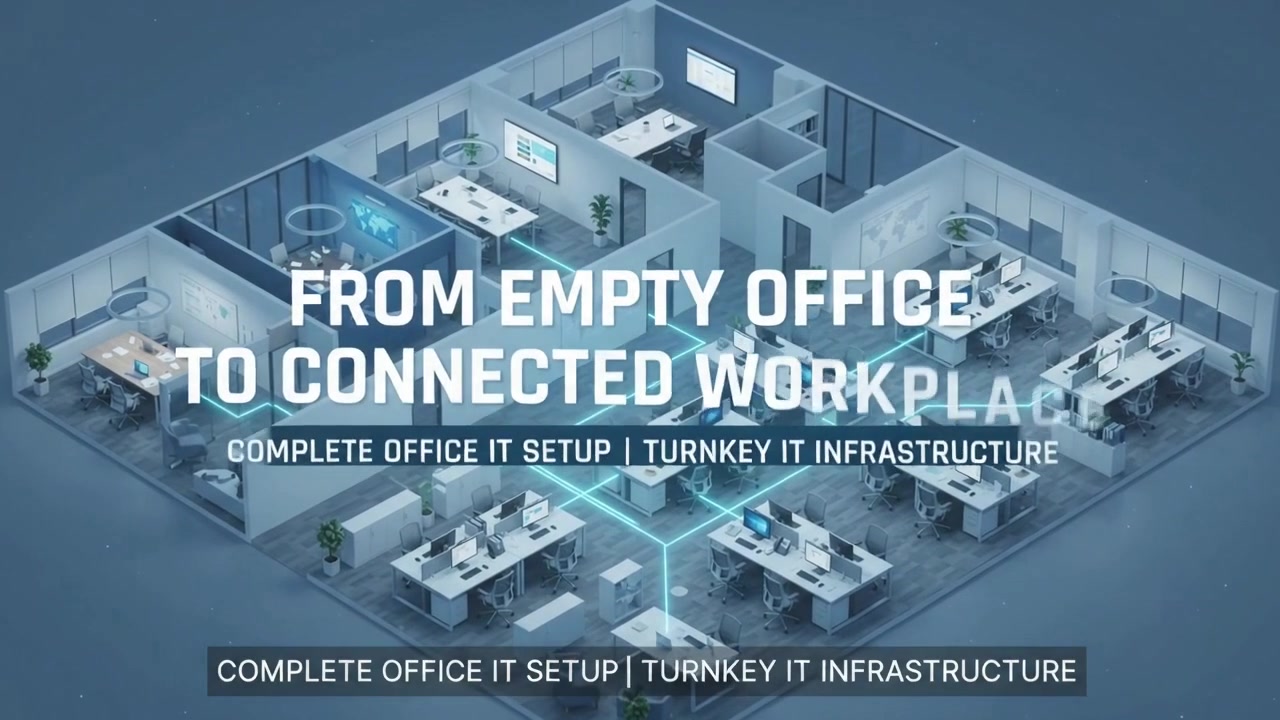 FROM EMPTY OFFICE
TO CONNECTED WORKPLAC
COMPLETE OFFICE IT SETUP | TURNKEY IT INFRASTRUCTURE
COMPLETE OFFICE IT SETUP | TURNKEY IT INFRASTRUCTURE